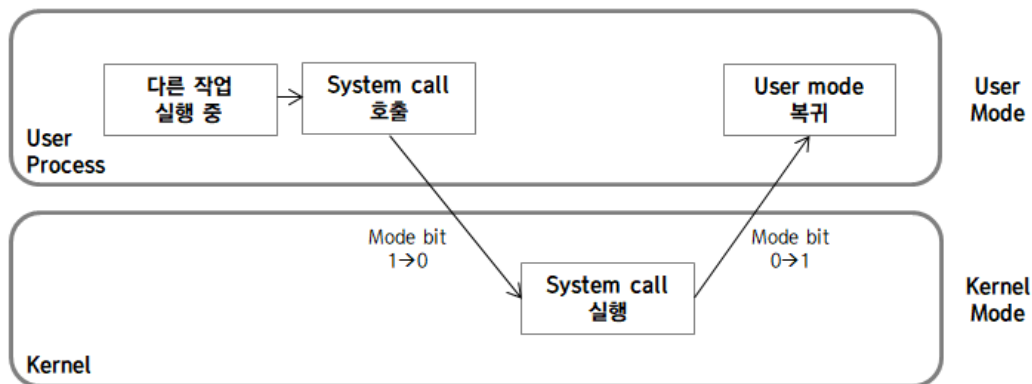 다른 작업
실행 중
System call
호출
User mode
복귀
User
Mode
User
Process
Mode bit
1→0
Mode bit
0→1
System call
실행
Kernel
Mode
Kernel